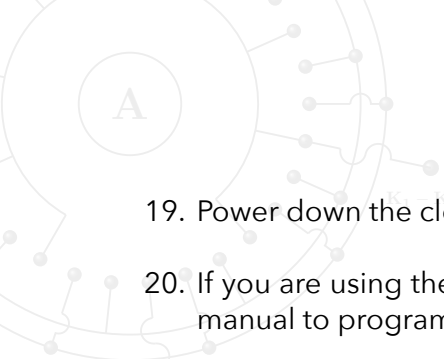 A
19. Power down the cl
20. If you are using the
manual to program